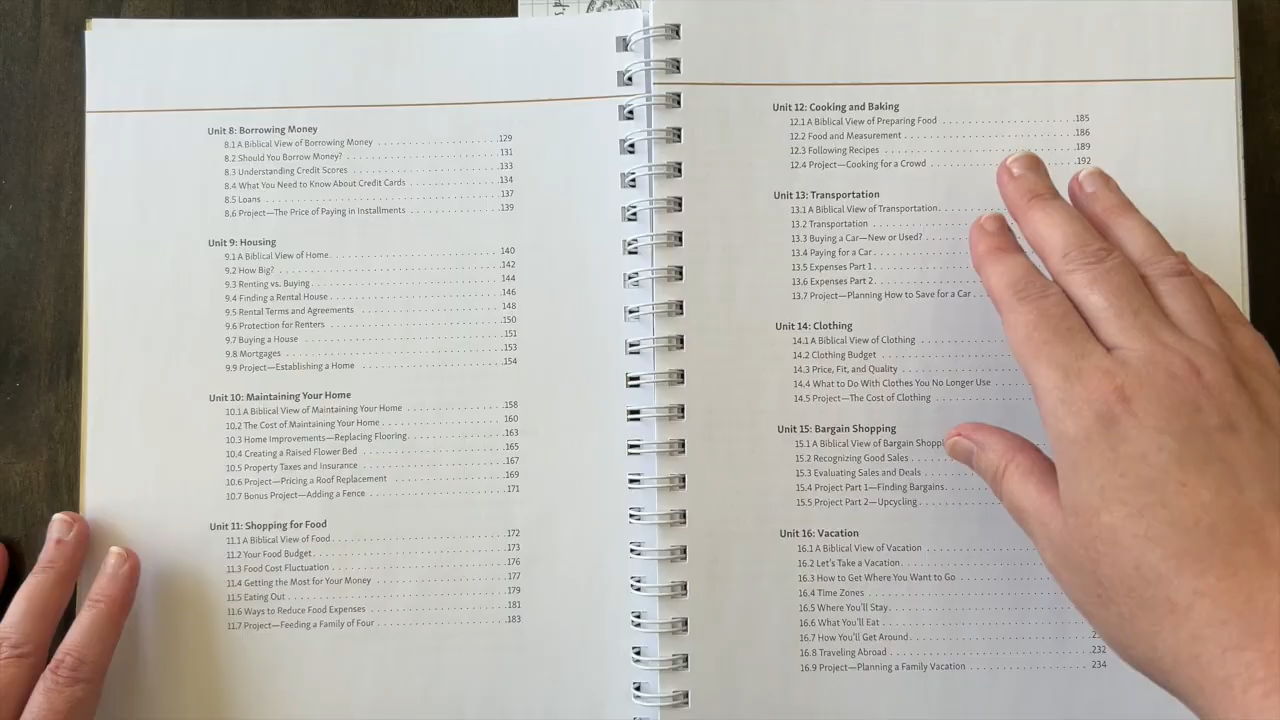 Unit 8: Borrowing Money
8.1 A Biblical View of Borrowing Money . . . . . . . . . . . . . . . . . . . . . . . .129
8.2 Should You Borrow Money? . . . . . . . . . . . . . . . . . . . . . . . . . . . . .131
8.3 Understanding Credit Scores . . . . . . . . . . . . . . . . . . . . . . . . . . . .133
8.4 What You Need to Know About Credit Cards . . . . . . . . . . . . . . . . .134
8.5 Loans . . . . . . . . . . . . . . . . . . . . . . . . . . . . . . . . . . . . . . . . . . . .137
8.6 Project—The Price of Paying in Installments . . . . . . . . . . . . . . . . .139
Unit 9: Housing
9.1 A Biblical View of Home . . . . . . . . . . . . . . . . . . . . . . . . . . . . . . . 140
9.2 How Big? . . . . . . . . . . . . . . . . . . . . . . . . . . . . . . . . . . . . . . . . . 142
9.3 Renting vs. Buying . . . . . . . . . . . . . . . . . . . . . . . . . . . . . . . . . . . 144
9.4 Finding a Rental House . . . . . . . . . . . . . . . . . . . . . . . . . . . . . . . . 146
9.5 Rental Terms and Agreements . . . . . . . . . . . . . . . . . . . . . . . . . . . 148
9.6 Protection for Renters . . . . . . . . . . . . . . . . . . . . . . . . . . . . . . . . .150
9.7 Buying a House . . . . . . . . . . . . . . . . . . . . . . . . . . . . . . . . . . . . . .151
9.8 Mortgages . . . . . . . . . . . . . . . . . . . . . . . . . . . . . . . . . . . . . . . . .153
9.9 Project—Establishing a Home . . . . . . . . . . . . . . . . . . . . . . . . . . . .154
Unit 10: Maintaining Your Home
10.1 A Biblical View of Maintaining Your Home . . . . . . . . . . . . . . . . . .158
10.2 The Cost of Maintaining Your Home . . . . . . . . . . . . . . . . . . . . . . 160
10.3 Home Improvements—Replacing Flooring . . . . . . . . . . . . . . . . . .163
10.4 Creating a Raised Flower Bed . . . . . . . . . . . . . . . . . . . . . . . . . . .165
10.5 Property Taxes and Insurance . . . . . . . . . . . . . . . . . . . . . . . . . . .167
10.6 Project—Pricing a Roof Replacement . . . . . . . . . . . . . . . . . . . . . .169
10.7 Bonus Project—Adding a Fence . . . . . . . . . . . . . . . . . . . . . . . . . .171
Unit 11: Shopping for Food
11.1 A Biblical View of Food . . . . . . . . . . . . . . . . . . . . . . . . . . . . . . . .172
11.2 Your Food Budget . . . . . . . . . . . . . . . . . . . . . . . . . . . . . . . . . . . .173
11.3 Food Cost Fluctuation . . . . . . . . . . . . . . . . . . . . . . . . . . . . . . . . .176
11.4 Getting the Most for Your Money . . . . . . . . . . . . . . . . . . . . . . . . .177
11.5 Eating Out . . . . . . . . . . . . . . . . . . . . . . . . . . . . . . . . . . . . . . . . .179
11.6 Ways to Reduce Food Expenses . . . . . . . . . . . . . . . . . . . . . . . . . .181
11.7 Project—Feeding a Family of Four . . . . . . . . . . . . . . . . . . . . . . . .183
Unit 12: Cooking and Baking
12.1 A Biblical View of Preparing Food . . . . . . . . . . . . . . . . . . . . . . . .185
12.2 Food and Measurement . . . . . . . . . . . . . . . . . . . . . . . . . . . . . . . .186
12.3 Following Recipes . . . . . . . . . . . . . . . . . . . . . . . . . . . . . . . . . . .189
12.4 Project—Cooking for a Crowd . . . . . . . . . . . . . . . . . . . . . . . . . . .192
Unit 13: Transportation
13.1 A Biblical View of Transportation . . . . . . .
13.2 Transportation . . . . . . . . . . . . . . . . .
13.3 Buying a Car—New or Used? . . . . . . .
13.4 Paying for a Car . . . . . . . . . . . . . .
13.5 Expenses Part 1 . . . . . . . . . . . . . .
13.6 Expenses Part 2 . . . . . . . . . . . . . .
13.7 Project—Planning How to Save for a Car . .
Unit 14: Clothing
14.1 A Biblical View of Clothing . . . . . . . . . .
14.2 Clothing Budget . . . . . . . . . . . . . . .
14.3 Price, Fit, and Quality . . . . . . . . . . . .
14.4 What to Do With Clothes You No Longer Use . . .
14.5 Project—The Cost of Clothing . . . . . . . . .
Unit 15: Bargain Shopping
15.1 A Biblical View of Bargain
15.2 Recognizing Good Sales . . . . .
15.3 Evaluating Sales and Deals . . . .
15.4 Project Part 1—Finding Bargains . . . .
15.5 Project Part 2—Upcycling . . . . . . . .
Unit 16: Vacation
16.1 A Biblical View of Vacation . . . . . . . . . . .
16.2 Let's Take a Vacation . . . . . . . . . . . . . .
16.3 How to Get Where You Want to Go . . . . . . . .
16.4 Time Zones . . . . . . . . . . . . . . . . . . .
16.5 Where You'll Stay . . . . . . . . . . . . . . . .
16.6 What You'll Eat . . . . . . . . . . . . . . . . .
16.7 How You'll Get Around . . . . . . . . . . . . . .
16.8 Traveling Abroad . . . . . . . . . . . . . . . . . . . . 232
16.9 Project—Planning a Family Vacation . . . . . . . . . . . 234